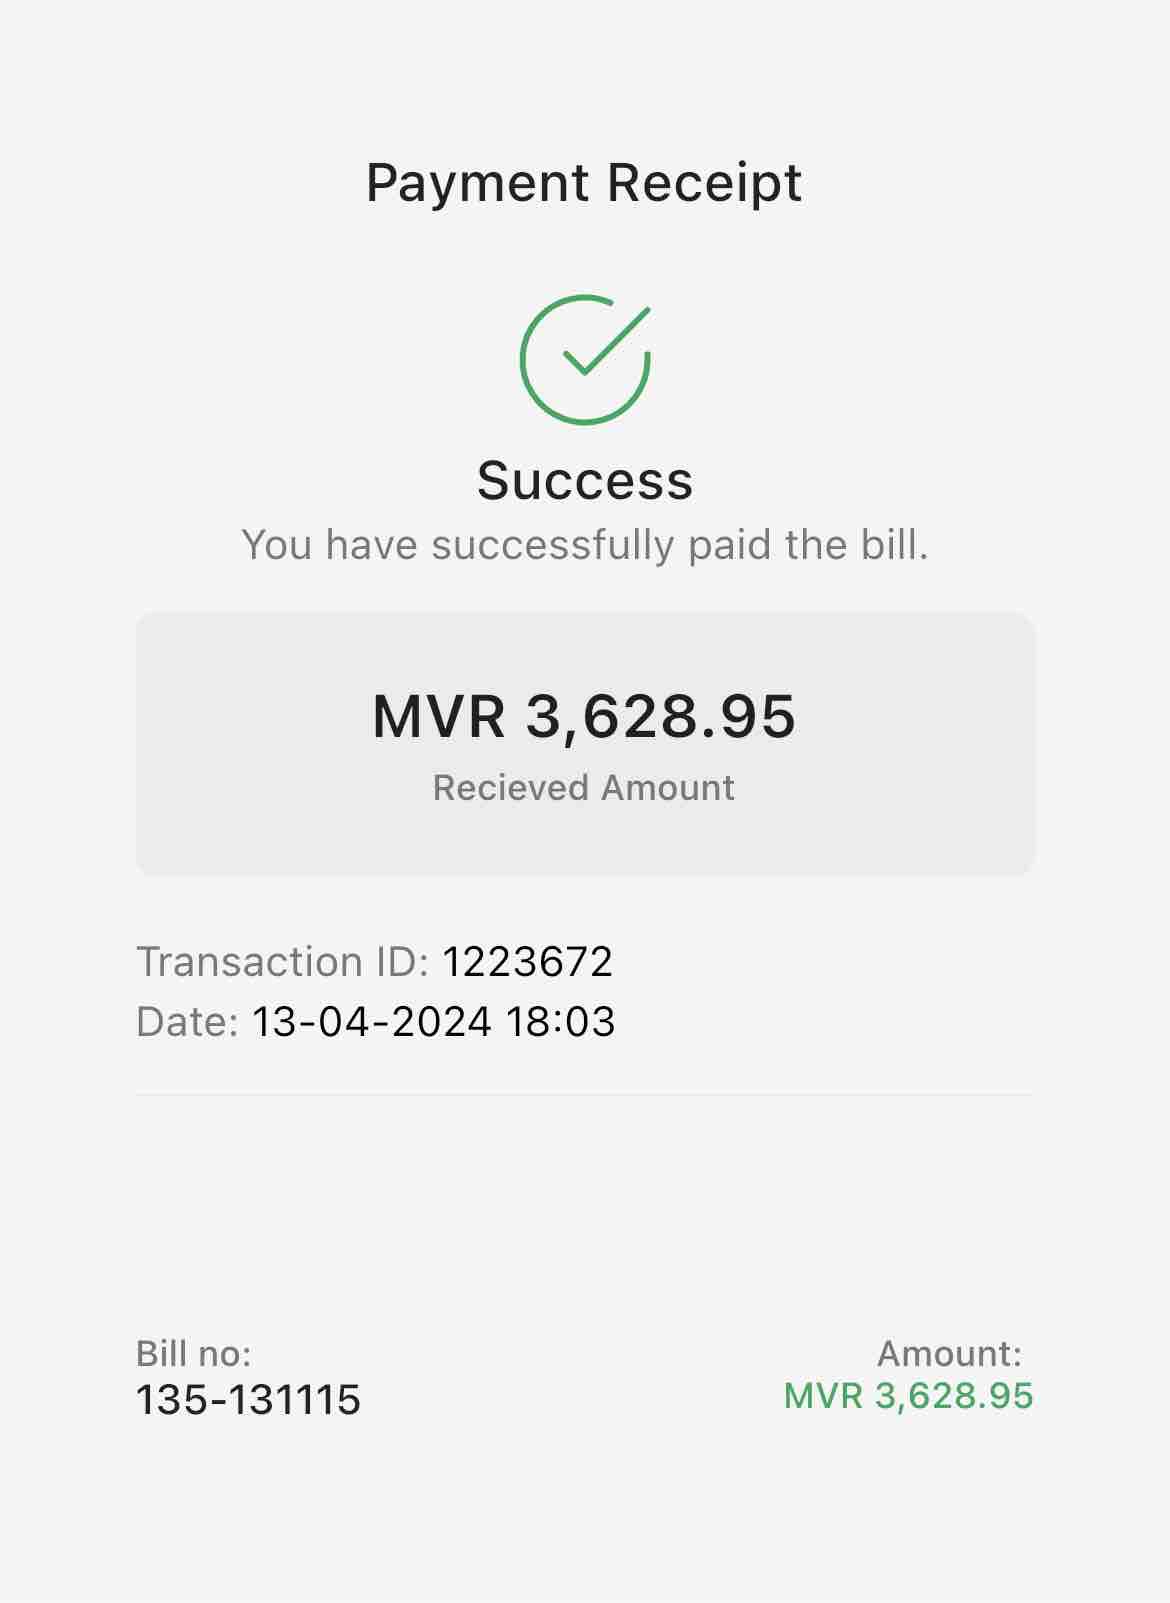 Payment Receipt
Success
You have successfully paid the bill.
MVR 3,628.95
Recieved Amount
Transaction ID: 1223672
Date: 13-04-2024 18:03
Bill no:
135-131115
Amount:
MVR 3,628.95